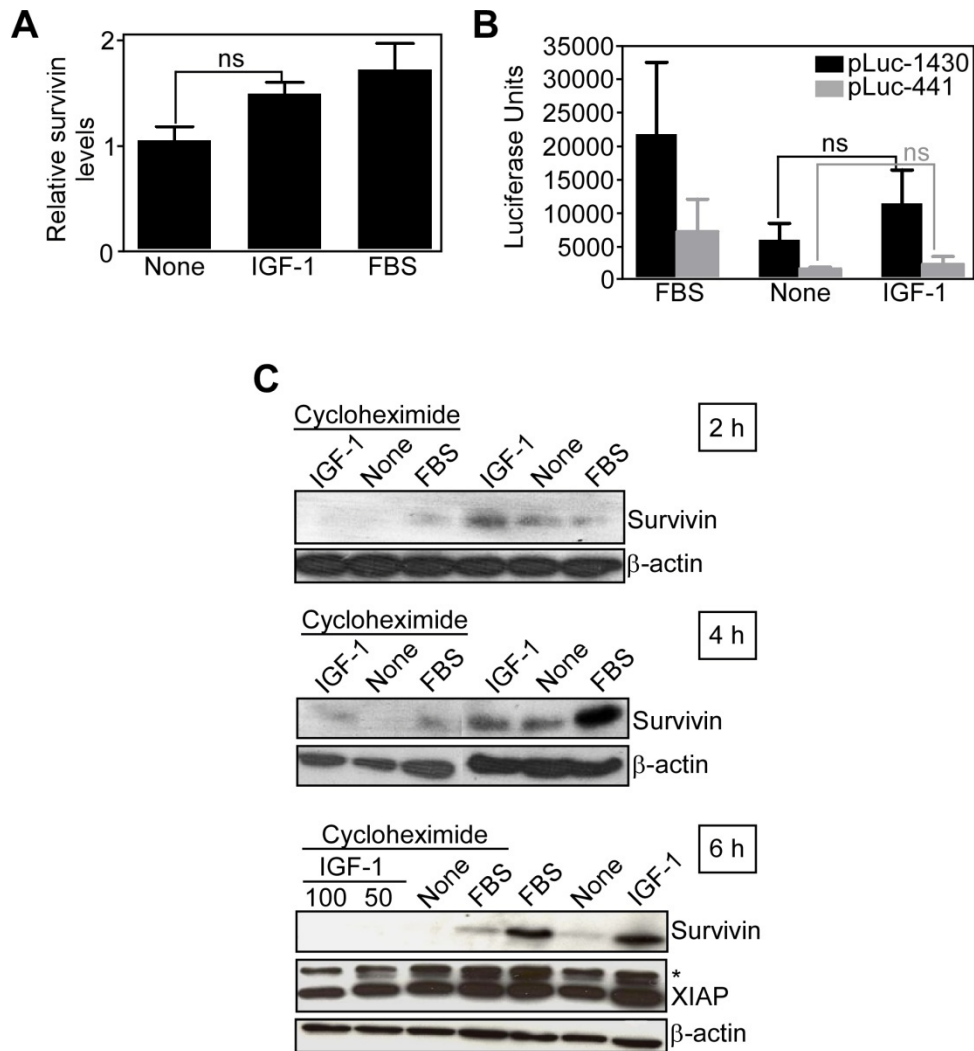 A
2
1
0
Relative survivin
levels
ns
None IGF-1 FBS
B
35000
30000
25000
20000
15000
10000
5000
0
Luciferase Units
pLuc-1430
pLuc-441
ns
ns
FBS None IGF-1
C
Cycloheximide
2 h
IGF-1 None FBS IGF-1 None FBS
Survivin
β-actin
Cycloheximide
4 h
IGF-1 None FBS IGF-1 None FBS
Survivin
β-actin
Cycloheximide
6 h
IGF-1
100 50 None FBS FBS None IGF-1
Survivin
*
XIAP
β-actin